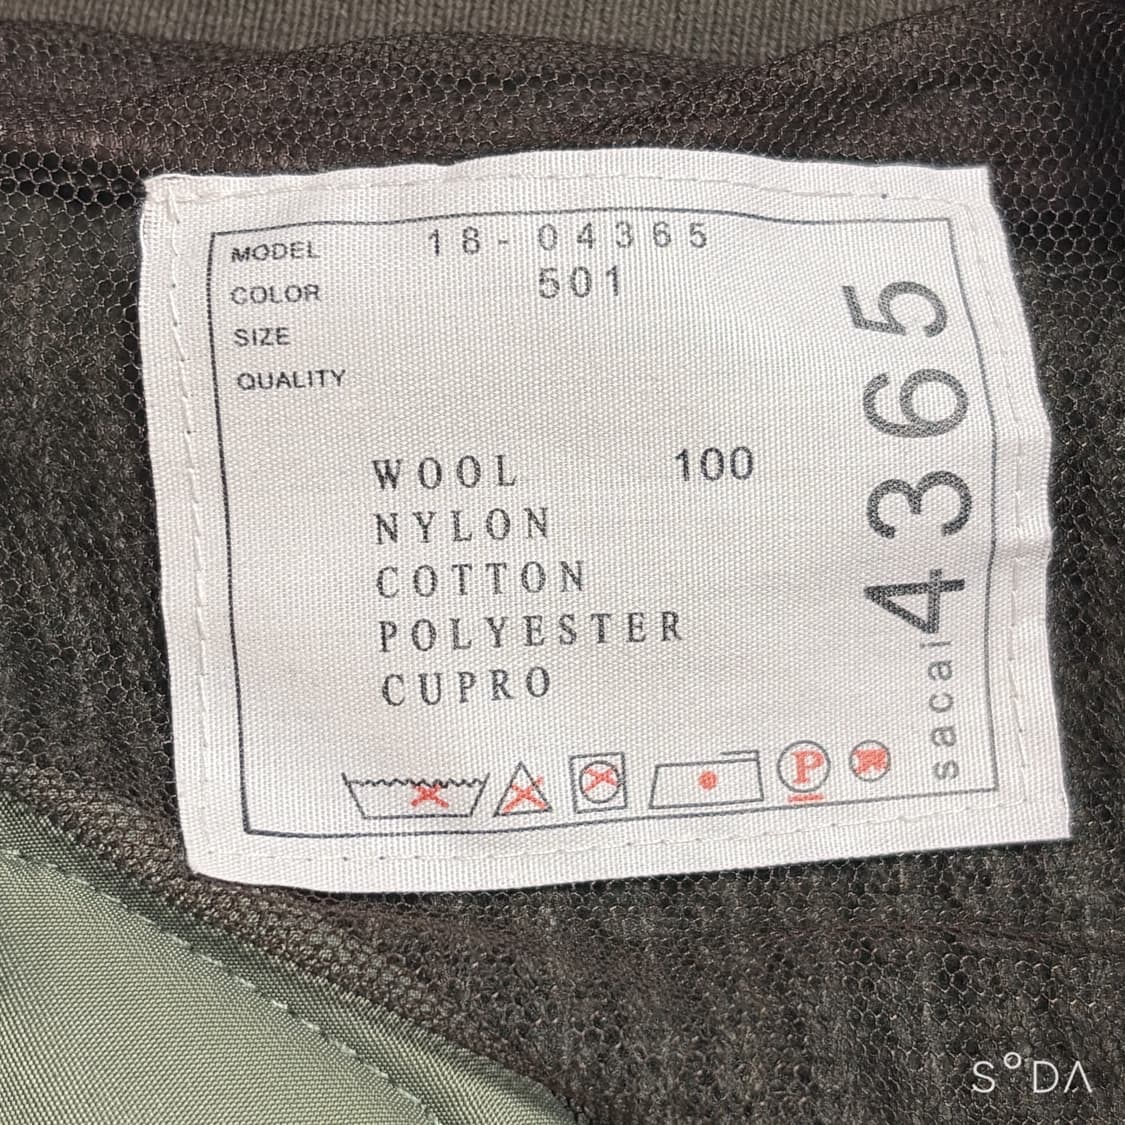 MODEL 18-04365
COLOR 501
SIZE
QUALITY
WOOL 100
NYLON
COTTON
POLYESTER
CUPRO
P
sacai 4365
S°DA